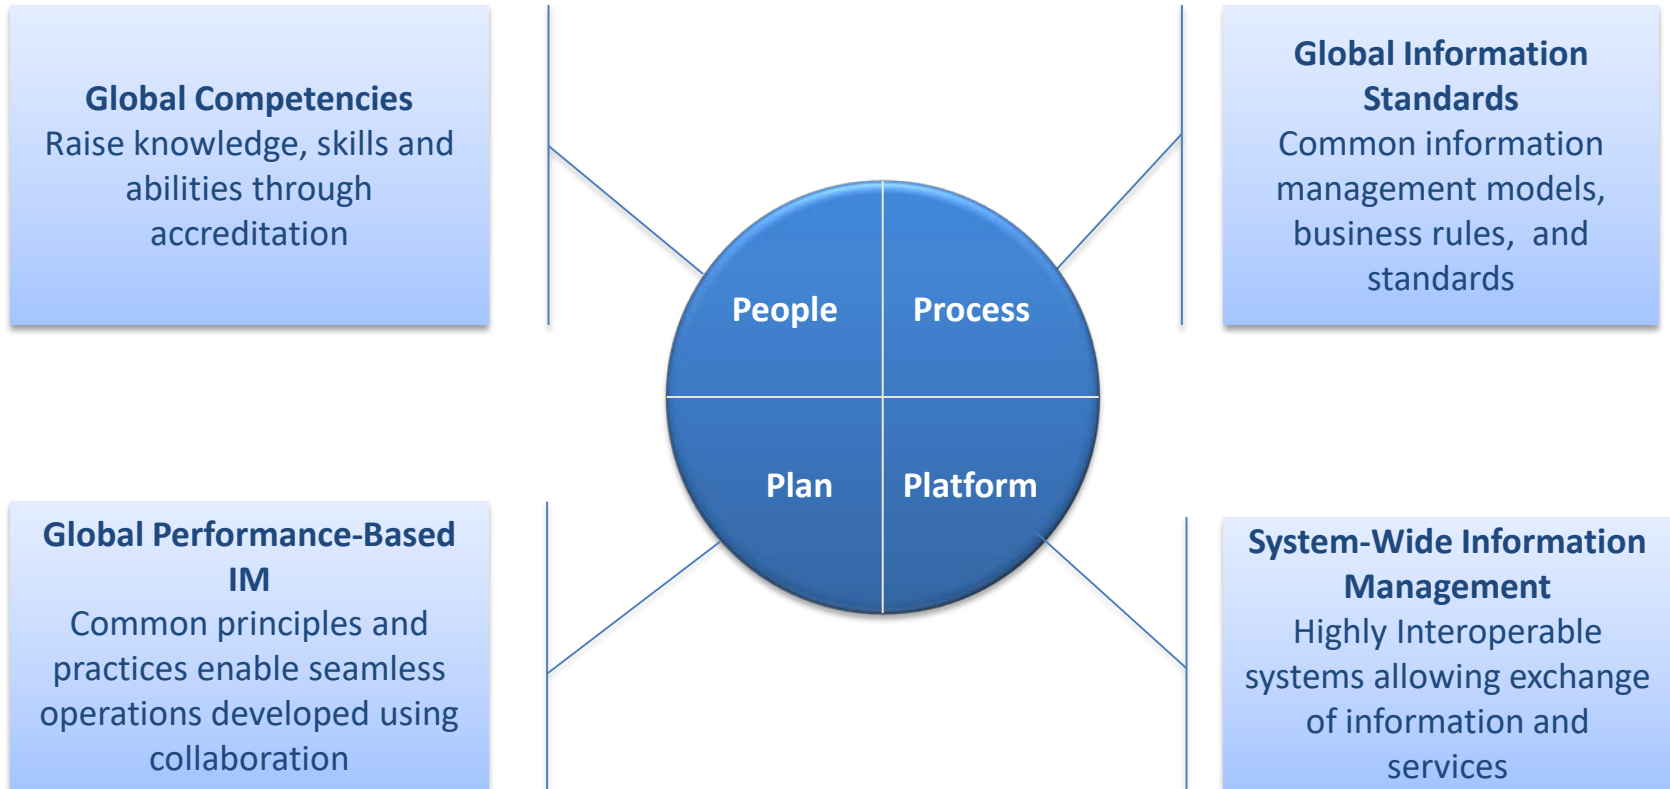 Global Competencies
Raise knowledge, skills and
abilities through
accreditation
Global Information
Standards
Common information
management models,
business rules, and
standards
People
Process
Plan
Platform
Global Performance-Based
IM
Common principles and
practices enable seamless
operations developed using
collaboration
System-Wide Information
Management
Highly Interoperable
systems allowing exchange
of information and
services